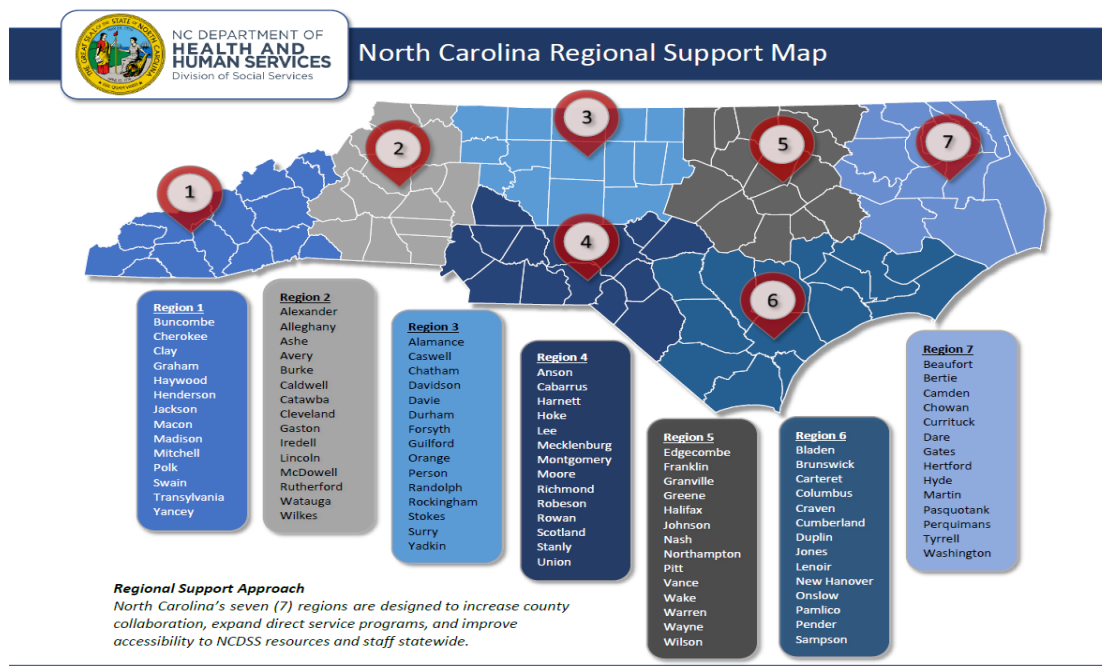 NC DEPARTMENT OF
HEALTH AND
HUMAN SERVICES
Division of Social Services
North Carolina Regional Support Map
1
2
3
4
5
6
7
Region 1
Buncombe
Cherokee
Clay
Graham
Haywood
Henderson
Jackson
Macon
Madison
Mitchell
Polk
Swain
Transylvania
Yancey
Region 2
Alexander
Alleghany
Ashe
Avery
Burke
Caldwell
Catawba
Cleveland
Gaston
Iredell
Lincoln
McDowell
Rutherford
Watauga
Wilkes
Region 3
Alamance
Caswell
Chatham
Davidson
Davie
Durham
Forsyth
Guilford
Orange
Person
Randolph
Rockingham
Stokes
Surry
Yadkin
Region 4
Anson
Cabarrus
Harnett
Hoke
Lee
Mecklenburg
Montgomery
Moore
Richmond
Robeson
Rowan
Scotland
Stanly
Union
Region 5
Edgecombe
Franklin
Granville
Greene
Halifax
Johnson
Nash
Northampton
Pitt
Vance
Wake
Warren
Wayne
Wilson
Region 6
Bladen
Brunswick
Carteret
Columbus
Craven
Cumberland
Duplin
Jones
Lenoir
New Hanover
Onslow
Pamlico
Pender
Sampson
Region 7
Beaufort
Bertie
Camden
Chowan
Currituck
Dare
Gates
Hertford
Hyde
Martin
Pasquotank
Perquimans
Tyrrell
Washington
Regional Support Approach
North Carolina's seven (7) regions are designed to increase county
collaboration, expand direct service programs, and improve
accessibility to NCDSS resources and staff statewide.